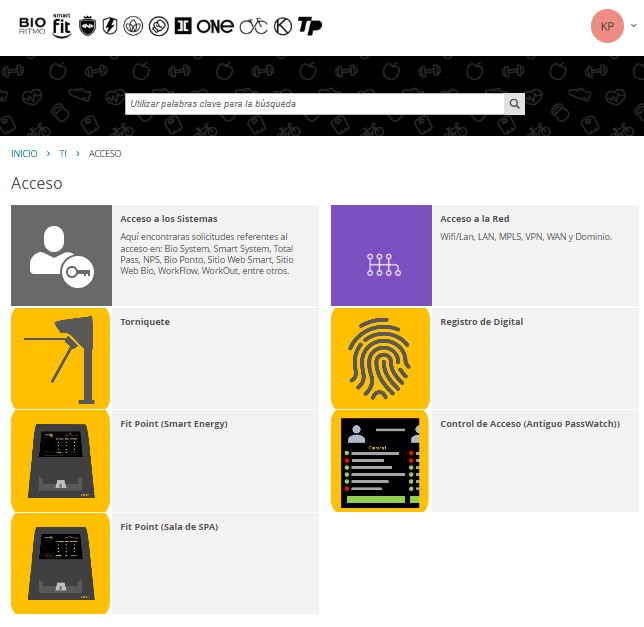 BIO
RITMO
smart
fit
ONE
TP
KP
Utilizar palabras clave para la búsqueda
INICIO > TI > ACCESO
Acceso
Acceso a los Sistemas
Aquí encontraras solicitudes referentes al
acceso en: Bio System, Smart System, Total
Pass, NPS, Bio Ponto, Sitio Web Smart, Sitio
Web Bio, WorkFlow, WorkOut, entre otros.
Acceso a la Red
Wifi/Lan, LAN, MPLS, VPN, WAN y Dominio.
Torniquete
Registro de Digital
Fit Point (Smart Energy)
Control de Acceso (Antiguo PassWatch))
Fit Point (Sala de SPA)